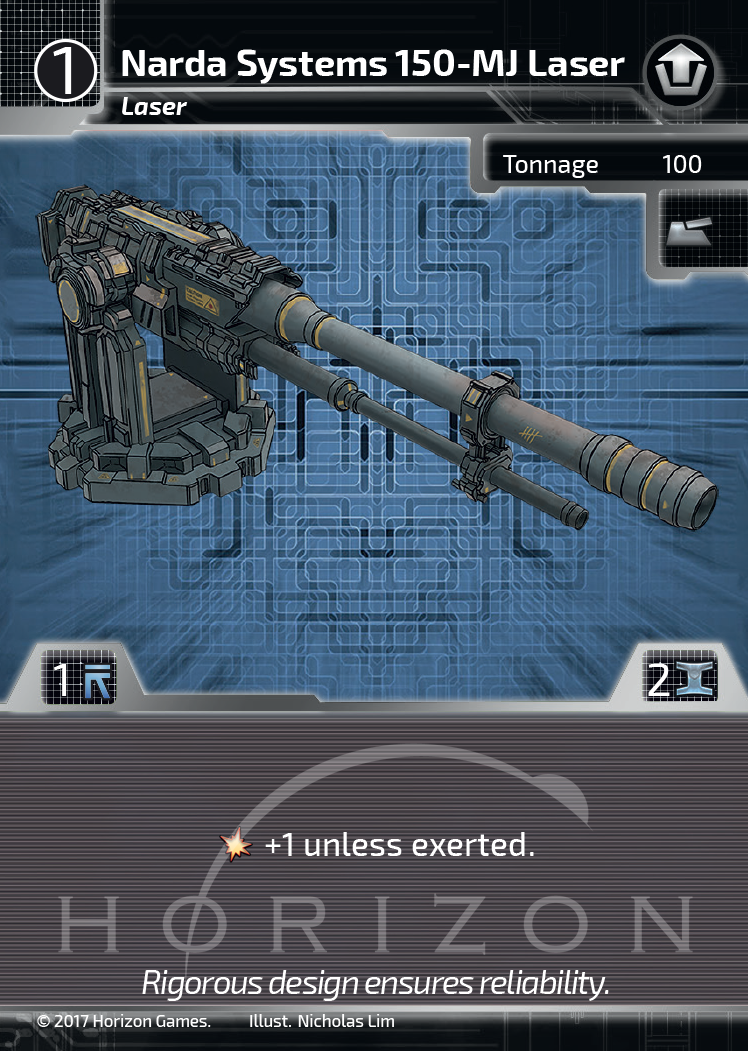 1
Narda Systems 150-MJ Laser
Laser
Tonnage 100
1
2
+1 unless exerted.
HORIZON
Rigorous design ensures reliability.
© 2017 Horizon Games. Illust. Nicholas Lim